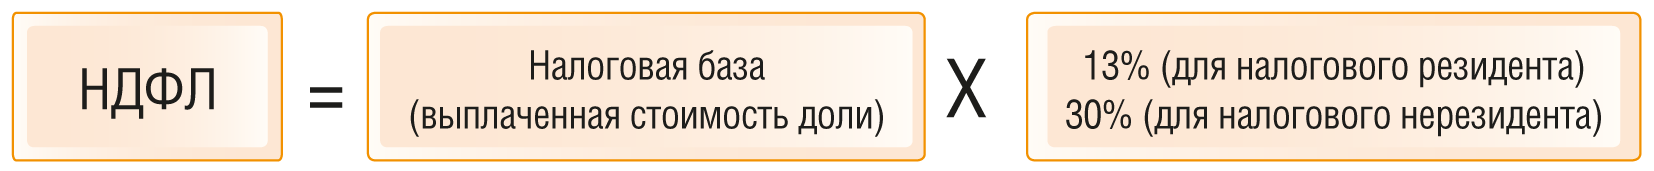 НДФЛ
=
Налоговая база
(выплаченная стоимость доли)
X
13% (для налогового резидента)
30% (для налогового нерезидента)